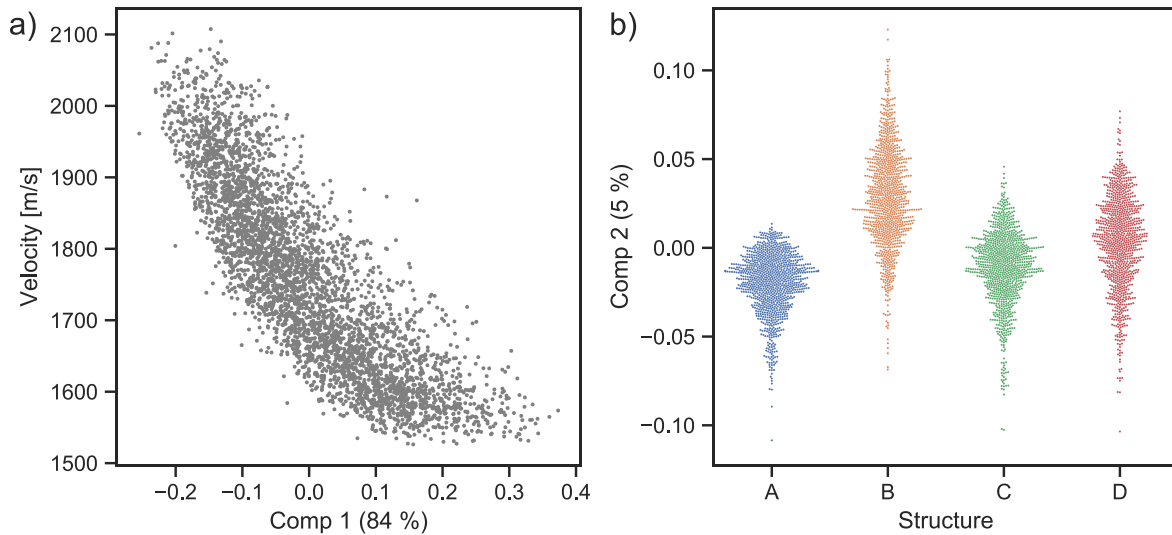 a)
Velocity [m/s]
2100
2000
1900
1800
1700
1600
1500
−0.2 −0.1 0.0 0.1 0.2 0.3 0.4
Comp 1 (84 %)
b)
Comp 2 (5 %)
0.10
0.05
0.00
−0.05
−0.10
A B C D
Structure